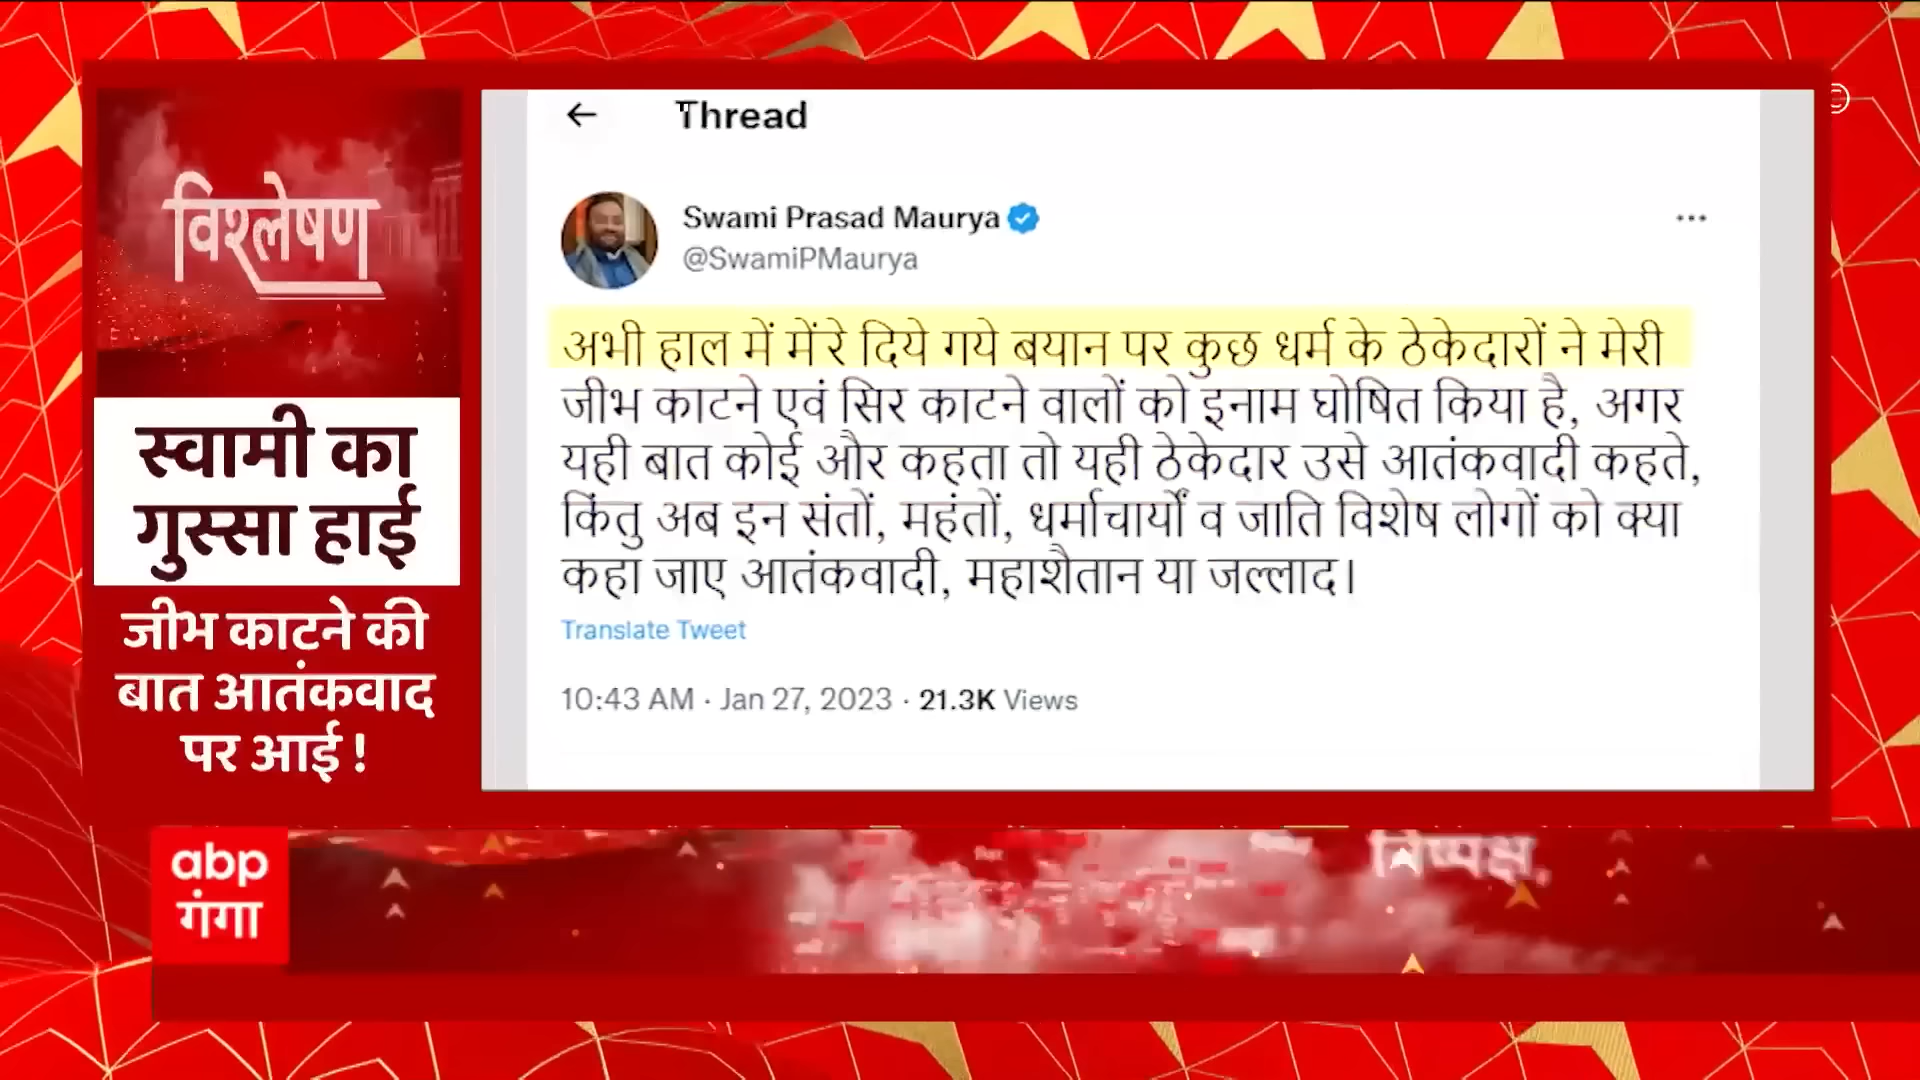 विश्लेषण
स्वामी का
गुस्सा हाई
जीभ काटने की
बात आतंकवाद
पर आई !
Thread
Swami Prasad Maurya
@SwamiPMaurya
अभी हाल में में रे दिये गये बयान पर कुछ धर्म के ठेकेदारों ने मेरी
जीभ काटने एवं सिर काटने वालों को इनाम घोषित किया है, अगर
यही बात कोई और कहता तो यही ठेकेदार उसे आतंकवादी कहते,
किंतु अब इन संतों, महंतों, धर्माचार्यों व जाति विशेष लोगों को क्या
कहा जाए आतंकवादी, महाशैतान या जल्लाद।
Translate Tweet
10:43 AM · Jan 27, 2023 · 21.3K Views
abp
गंगा
निष्पक्ष,